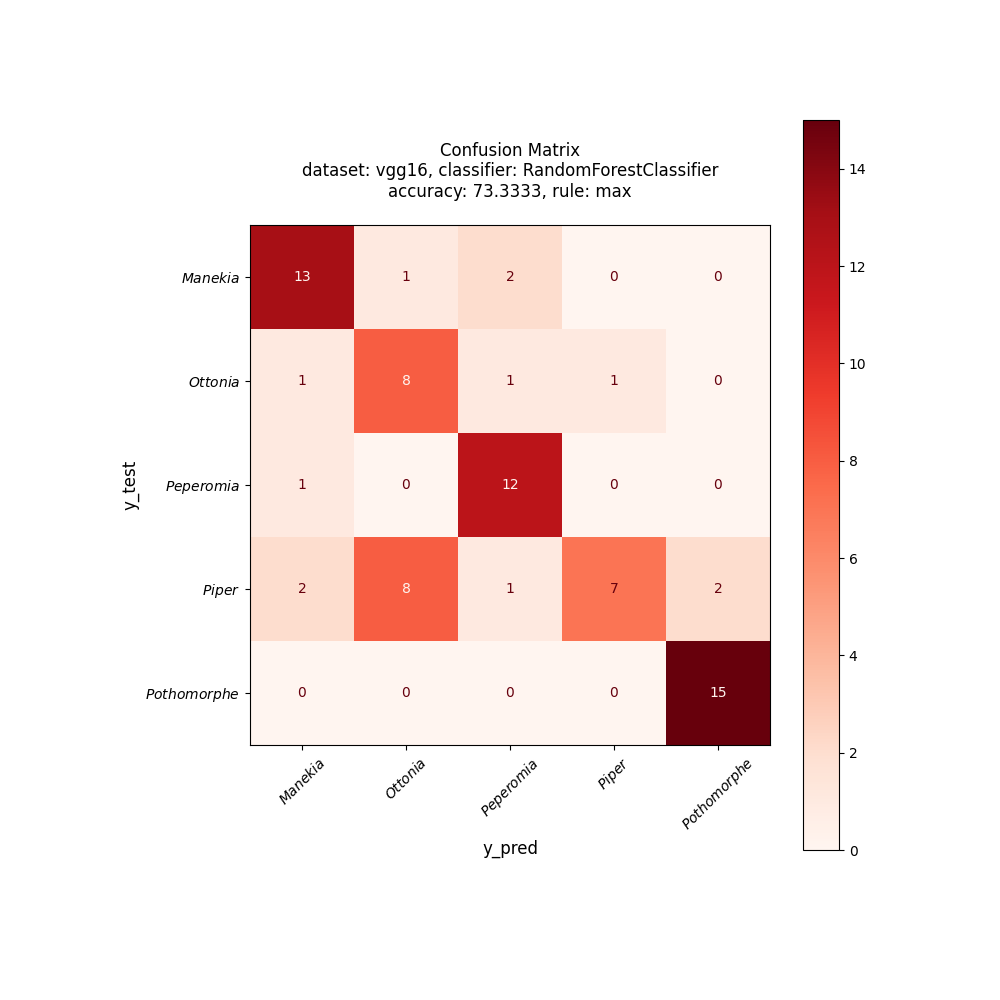 Confusion Matrix
dataset: vgg16, classifier: RandomForestClassifier
accuracy: 73.3333, rule: max
y_test
Manekia 13 1 2 0 0
Ottonia 1 8 1 1 0
Peperomia 1 0 12 0 0
Piper 2 8 1 7 2
Pothomorphe 0 0 0 0 15
Manekia Ottonia Peperomia Piper Pothomorphe
y_pred
14
12
10
8
6
4
2
0